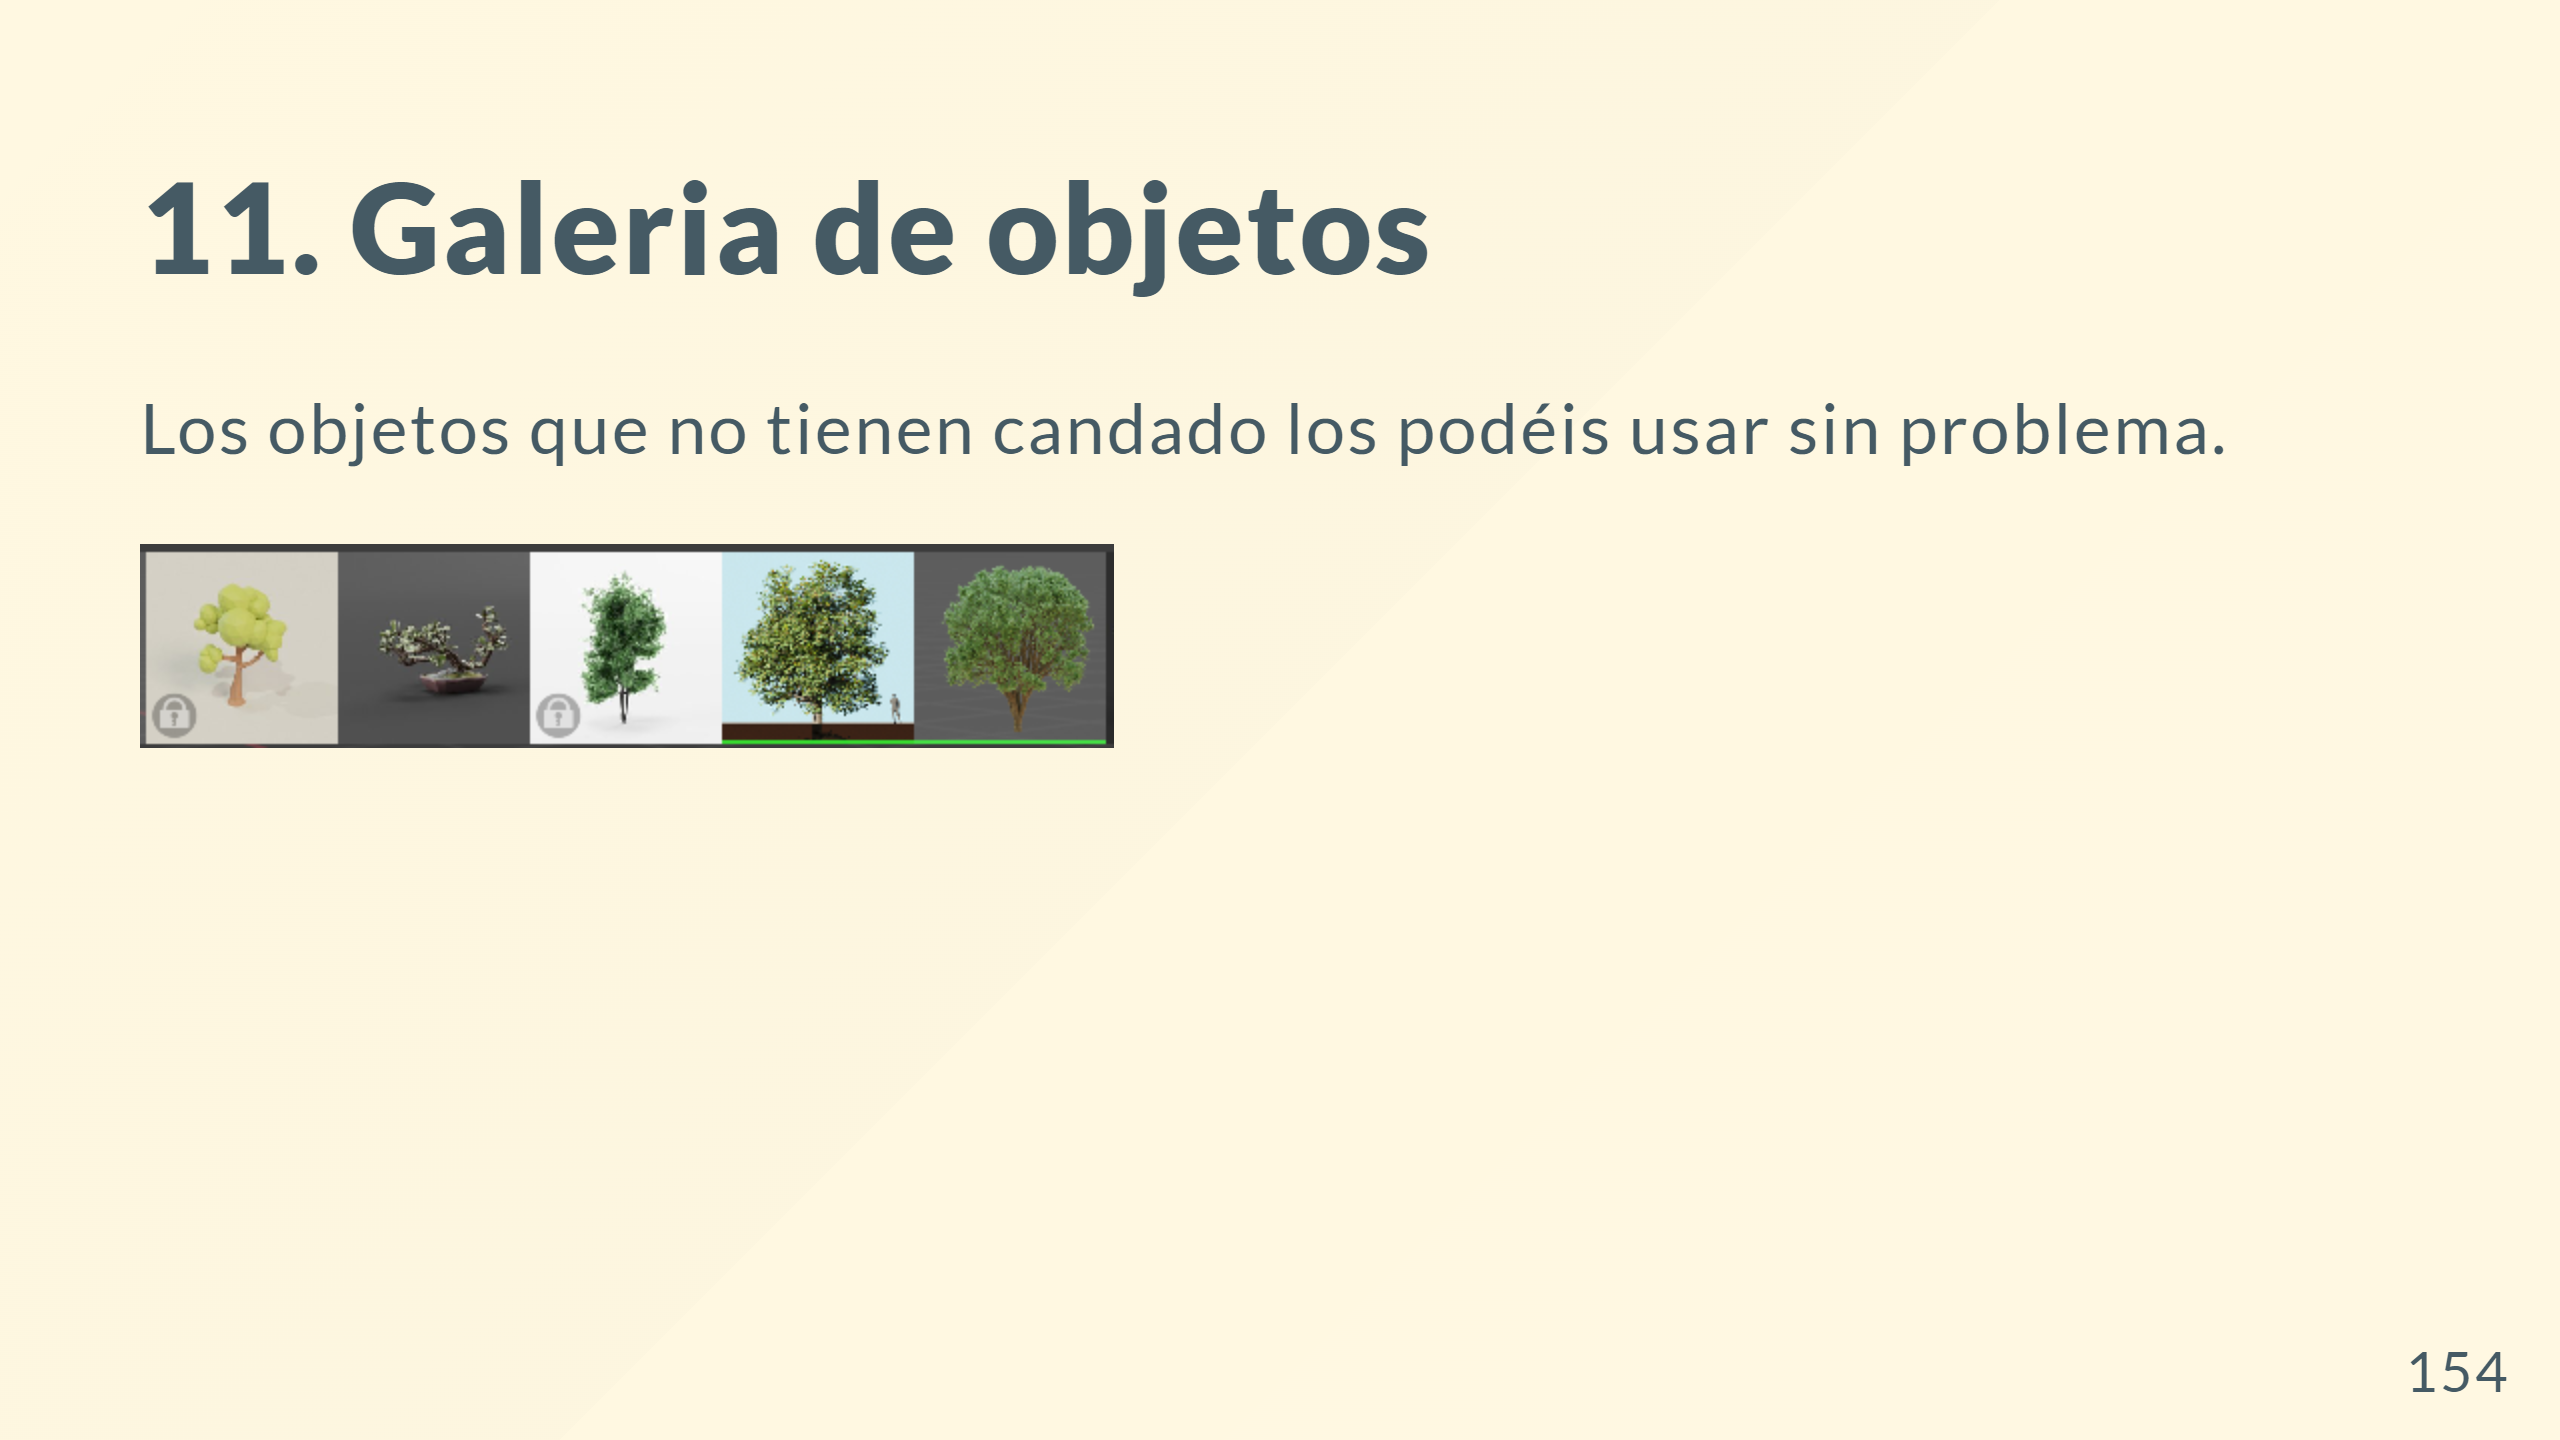 11. Galeria de objetos
Los objetos que no tienen candado los podéis usar sin problema.
154